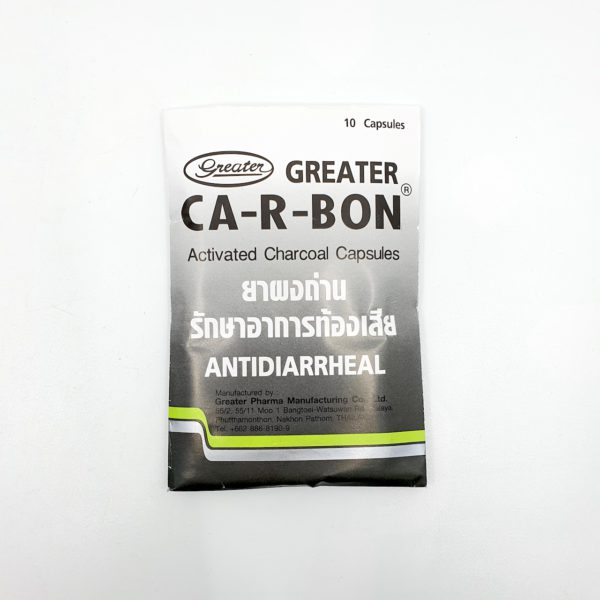 10 Capsules
Greater GREATER
CA-R-BON®
Activated Charcoal Capsules
ยาผงถ่าน
รักษาอาการท้องเสีย
ANTIDIARRHEAL
Manufactured by :
Greater Pharma Manufacturing Co., Ltd.
55/2, 55/11 Moo 1 Bangtoei-Watsuwan
Phutthamonthon, Nakhon Pathom,
Tel. +662 886-8190-9